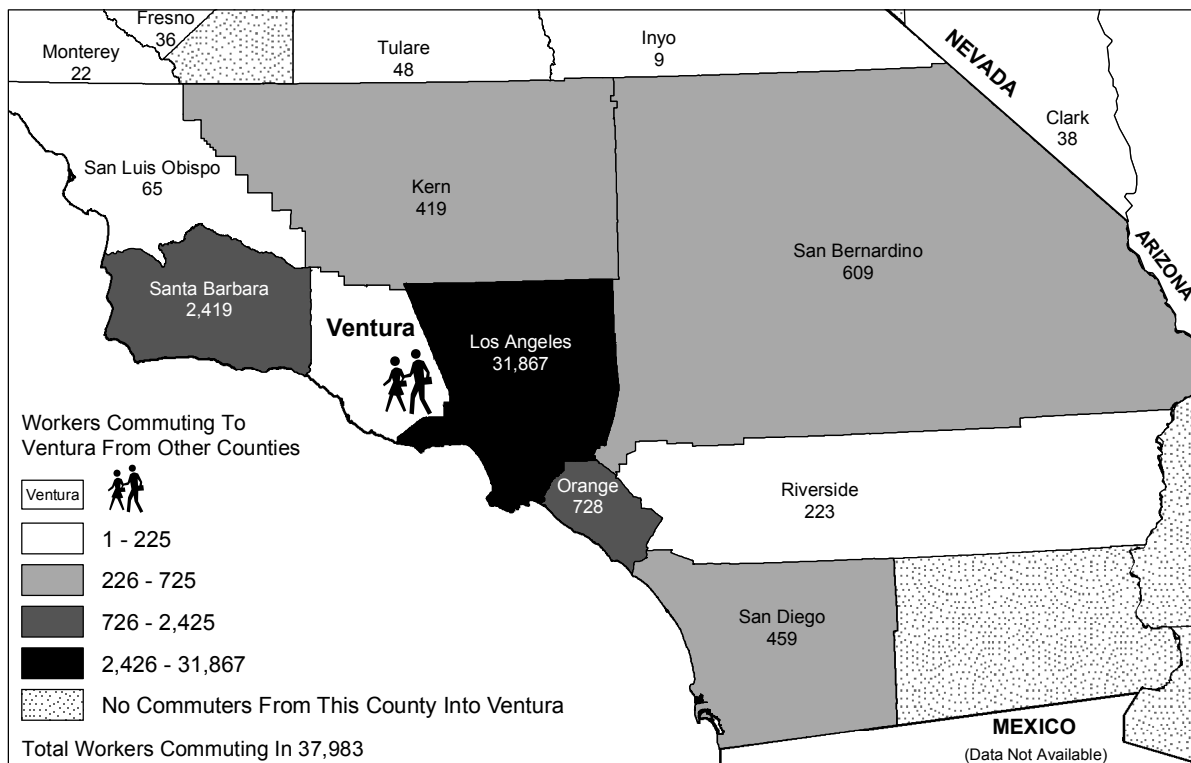 Fresno
36
Monterey
22
Tulare
48
Inyo
9
NEVADA
Clark
38
San Luis Obispo
65
Kern
419
San Bernardino
609
ARIZONA
Santa Barbara
2,419
Ventura
Los Angeles
31,867
Orange
728
Riverside
223
San Diego
459
MEXICO
(Data Not Available)
Workers Commuting To
Ventura From Other Counties
Ventura
1 - 225
226 - 725
726 - 2,425
2,426 - 31,867
No Commuters From This County Into Ventura
Total Workers Commuting In 37,983